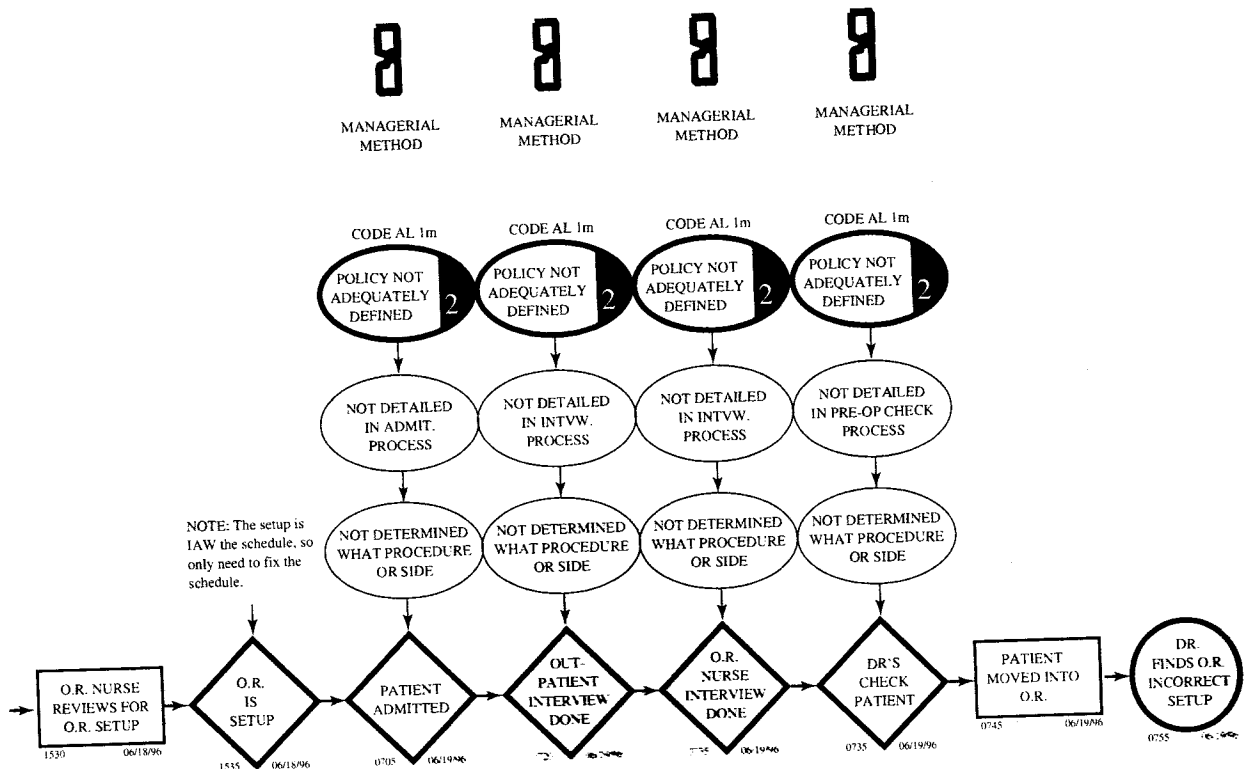 8 8 8 8
MANAGERIAL METHOD
MANAGERIAL METHOD
MANAGERIAL METHOD
MANAGERIAL METHOD
CODE AL 1m
CODE AL 1m
CODE AL 1m
CODE AL 1m
POLICY NOT
ADEQUATELY
DEFINED
2
POLICY NOT
ADEQUATELY
DEFINED
2
POLICY NOT
ADEQUATELY
DEFINED
2
POLICY NOT
ADEQUATELY
DEFINED
2
NOT DETAILED
IN ADMIT.
PROCESS
NOT DETAILED
IN INTVW.
PROCESS
NOT DETAILED
IN INTVW.
PROCESS
NOT DETAILED
IN PRE-OP CHECK
PROCESS
NOTE: The setup is
IAW the schedule, so
only need to fix the
schedule.
NOT DETERMINED
WHAT PROCEDURE
OR SIDE
NOT DETERMINED
WHAT PROCEDURE
OR SIDE
NOT DETERMINED
WHAT PROCEDURE
OR SIDE
NOT DETERMINED
WHAT PROCEDURE
OR SIDE
O.R. NURSE
REVIEWS FOR
O.R. SETUP
1530 06/18/96
O.R.
IS
SETUP
1535 06/18/96
PATIENT
ADMITTED
0705 06/19/96
OUT-
PATIENT
INTERVIEW
DONE
O.R.
NURSE
INTERVIEW
DONE
06/19/96
DR'S
CHECK
PATIENT
0735 06/19/96
PATIENT
MOVED INTO
O.R.
0745 06/19/96
DR.
FINDS O.R.
INCORRECT
SETUP
0755